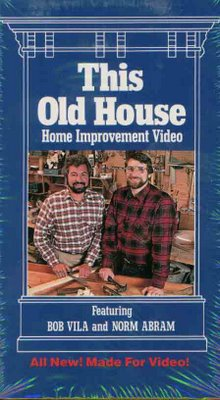 This
Old House
Home Improvement Video
Featuring
BOB VILA and NORM ABRAM
All New! Made For Video!